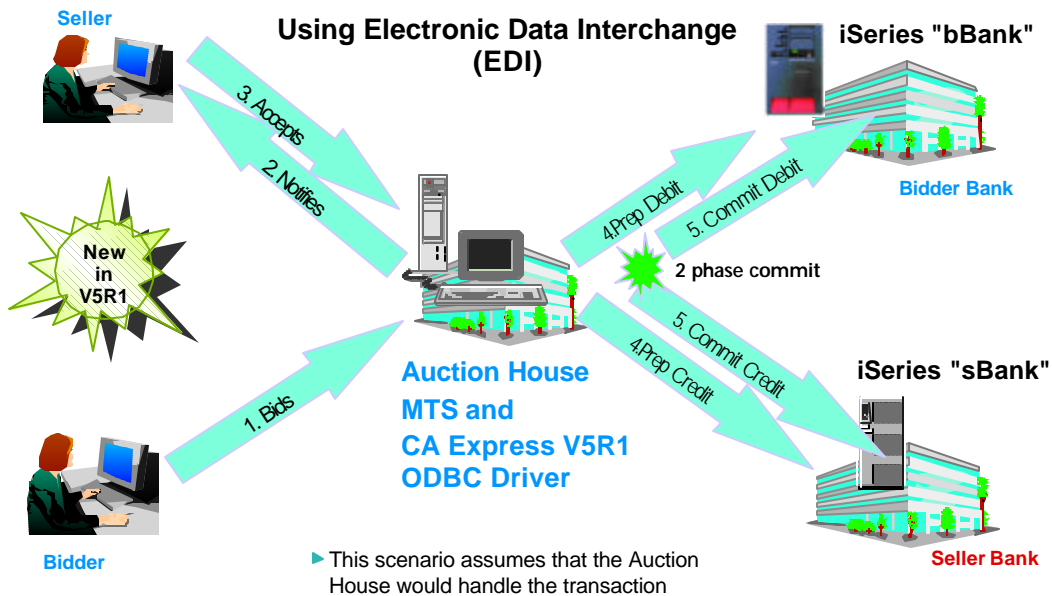 Seller
Using Electronic Data Interchange
(EDI)
iSeries "bBank"
3. Accepts
2. Notifies
4.Prep Debit
5. Commit Debit
Bidder Bank
New
in
V5R1
2 phase commit
1. Bids
Auction House
MTS and
CA Express V5R1
ODBC Driver
4.Prep Credit
5. Commit Credit
iSeries "sBank"
Bidder
Seller Bank
This scenario assumes that the Auction
House would handle the transaction